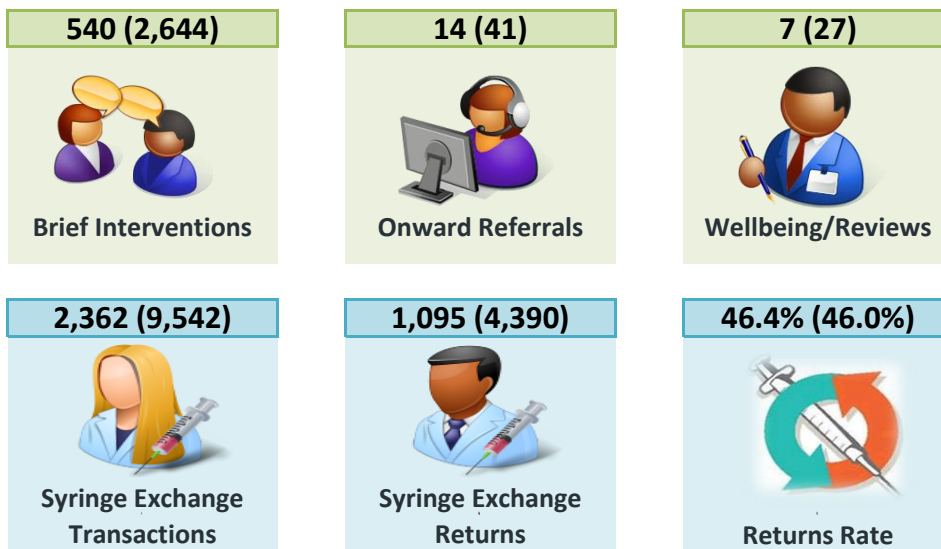 540 (2,644)
14 (41)
7 (27)
Brief Interventions
Onward Referrals
Wellbeing/Reviews
2,362 (9,542)
1,095 (4,390)
46.4% (46.0%)
Syringe Exchange
Transactions
Syringe Exchange
Returns
Returns Rate